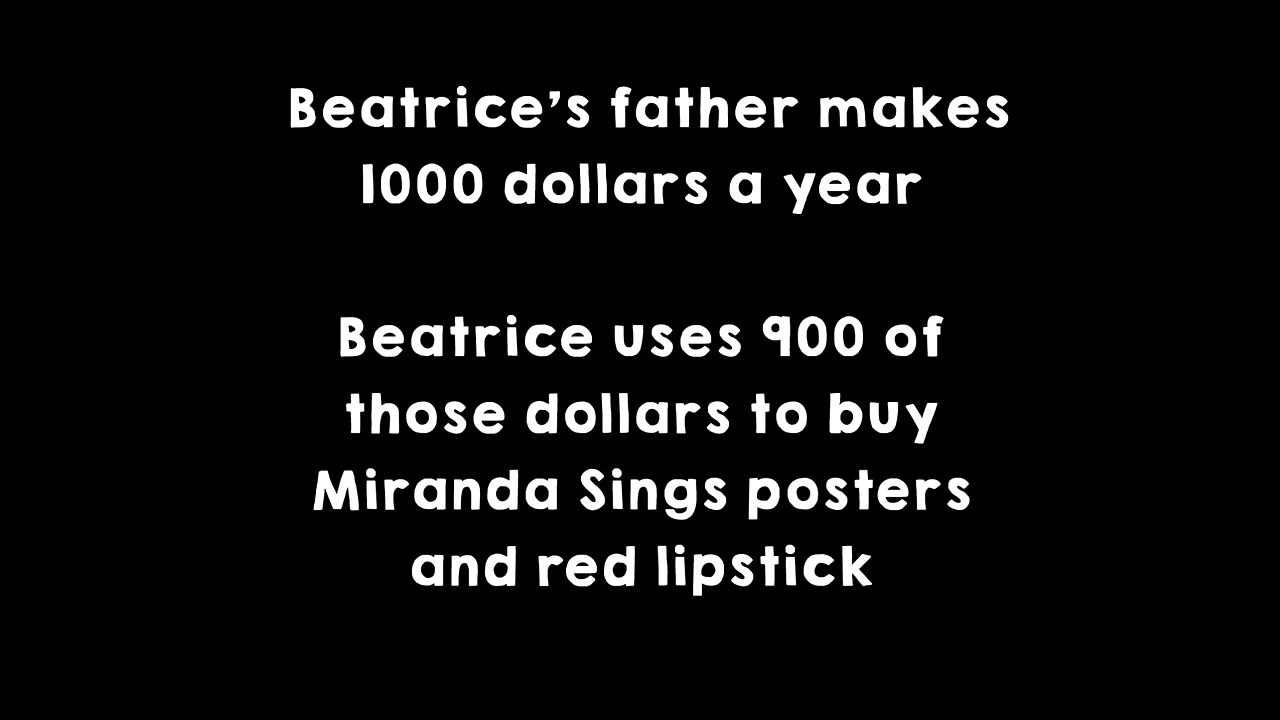 Beatrice's father makes
1000 dollars a year
Beatrice uses 900 of
those dollars to buy
Miranda Sings posters
and red lipstick